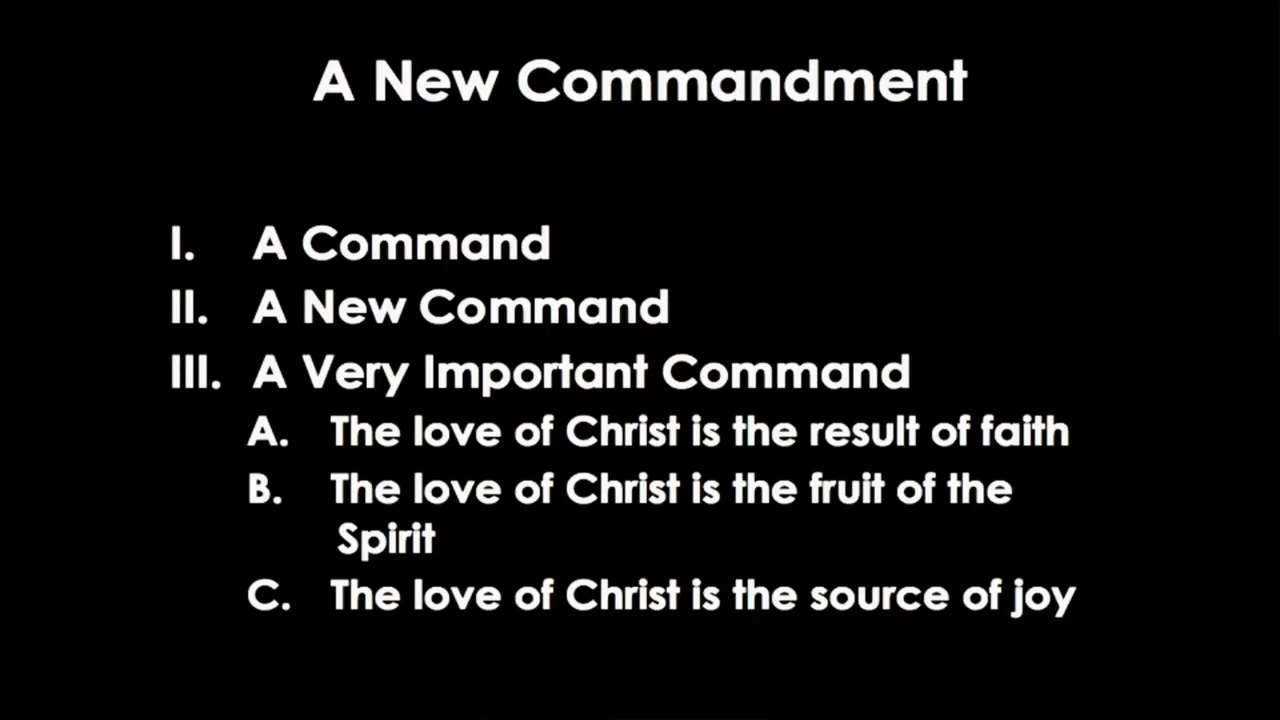 A New Commandment
I. A Command
II. A New Command
III. A Very Important Command
A. The love of Christ is the result of faith
B. The love of Christ is the fruit of the
Spirit
C. The love of Christ is the source of joy